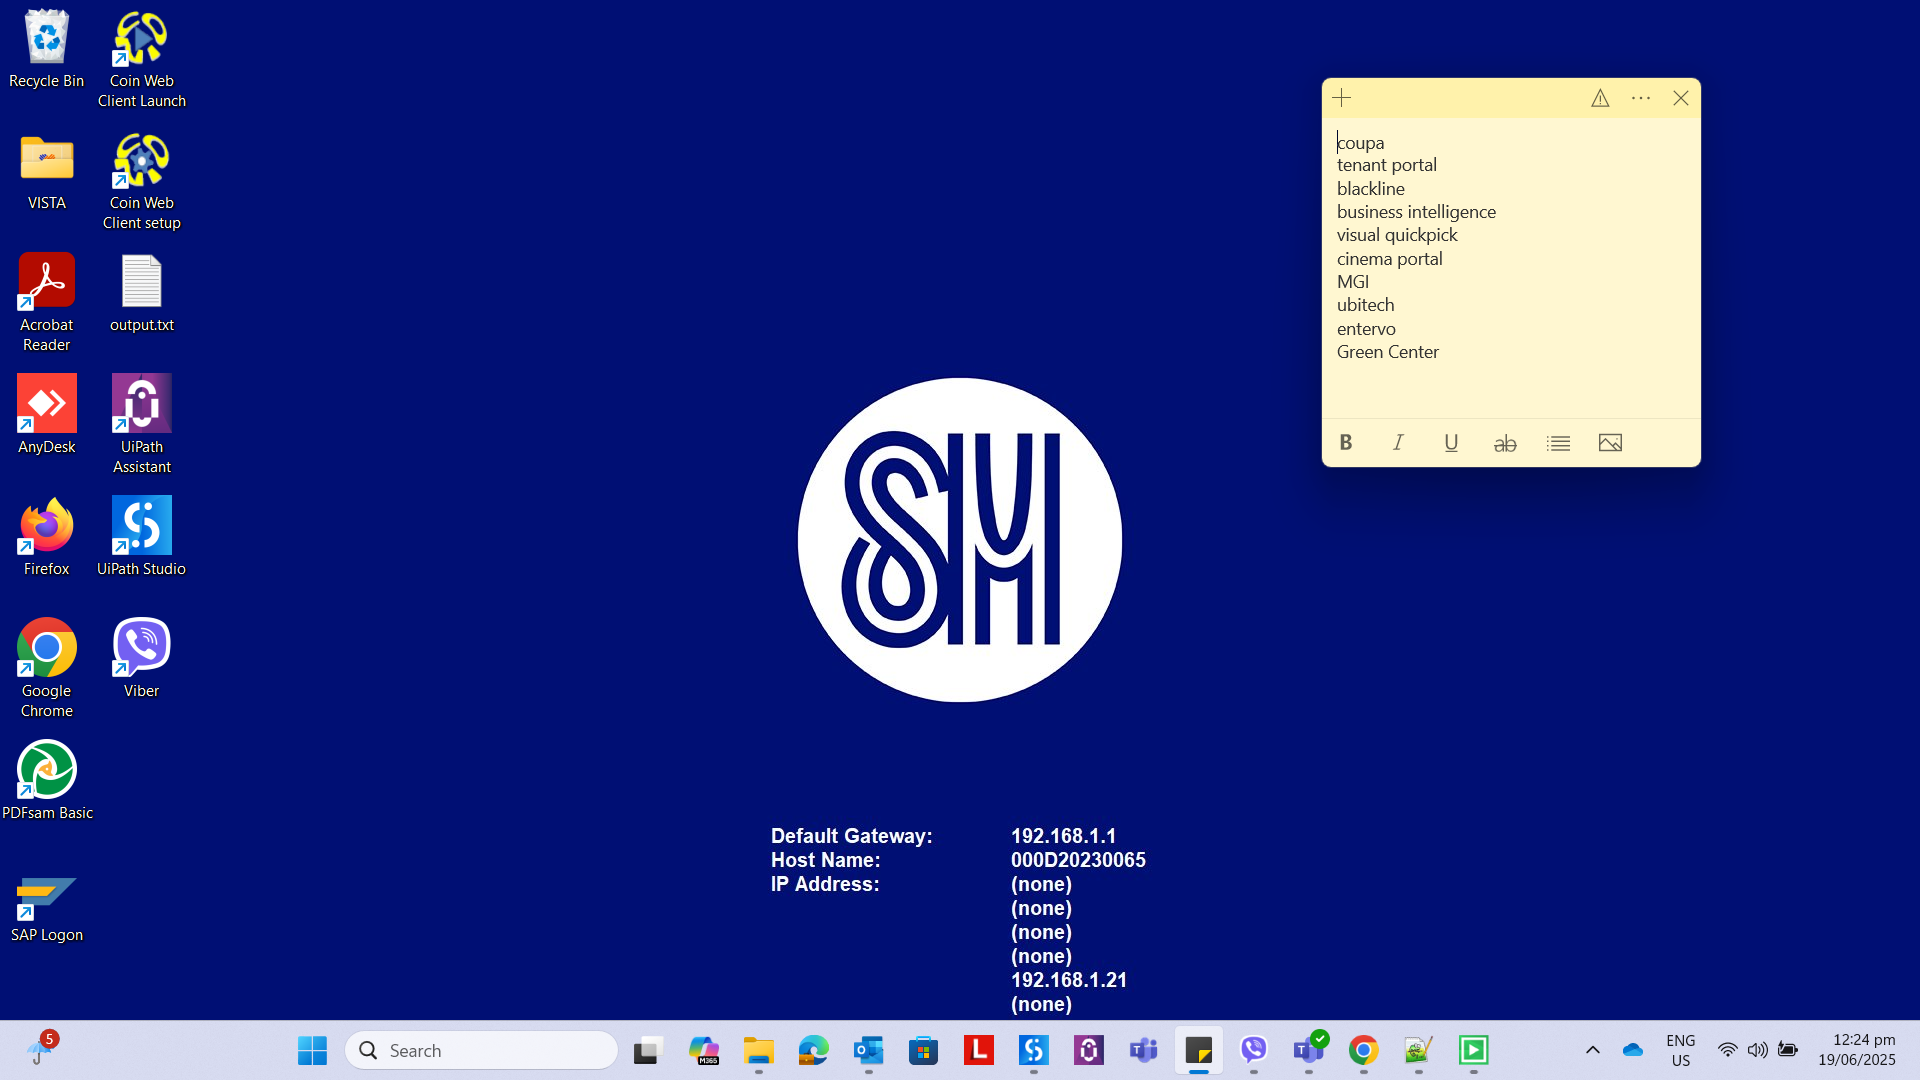 Recycle Bin
Coin Web
Client Launch
VISTA
Coin Web
Client setup
Acrobat
Reader
output.txt
AnyDesk
UiPath
Assistant
Firefox
UiPath Studio
Google
Chrome
Viber
PDFsam Basic
SAP Logon
coupa
tenant portal
blackline
business intelligence
visual quickpick
cinema portal
MGI
ubitech
entervo
Green Center
B I U ab
SM
Default Gateway: 192.168.1.1
Host Name: 000D20230065
IP Address: (none)
(none)
(none)
(none)
192.168.1.21
(none)
5
Search
M365
L
T
ENG
US
12:24 pm
19/06/2025